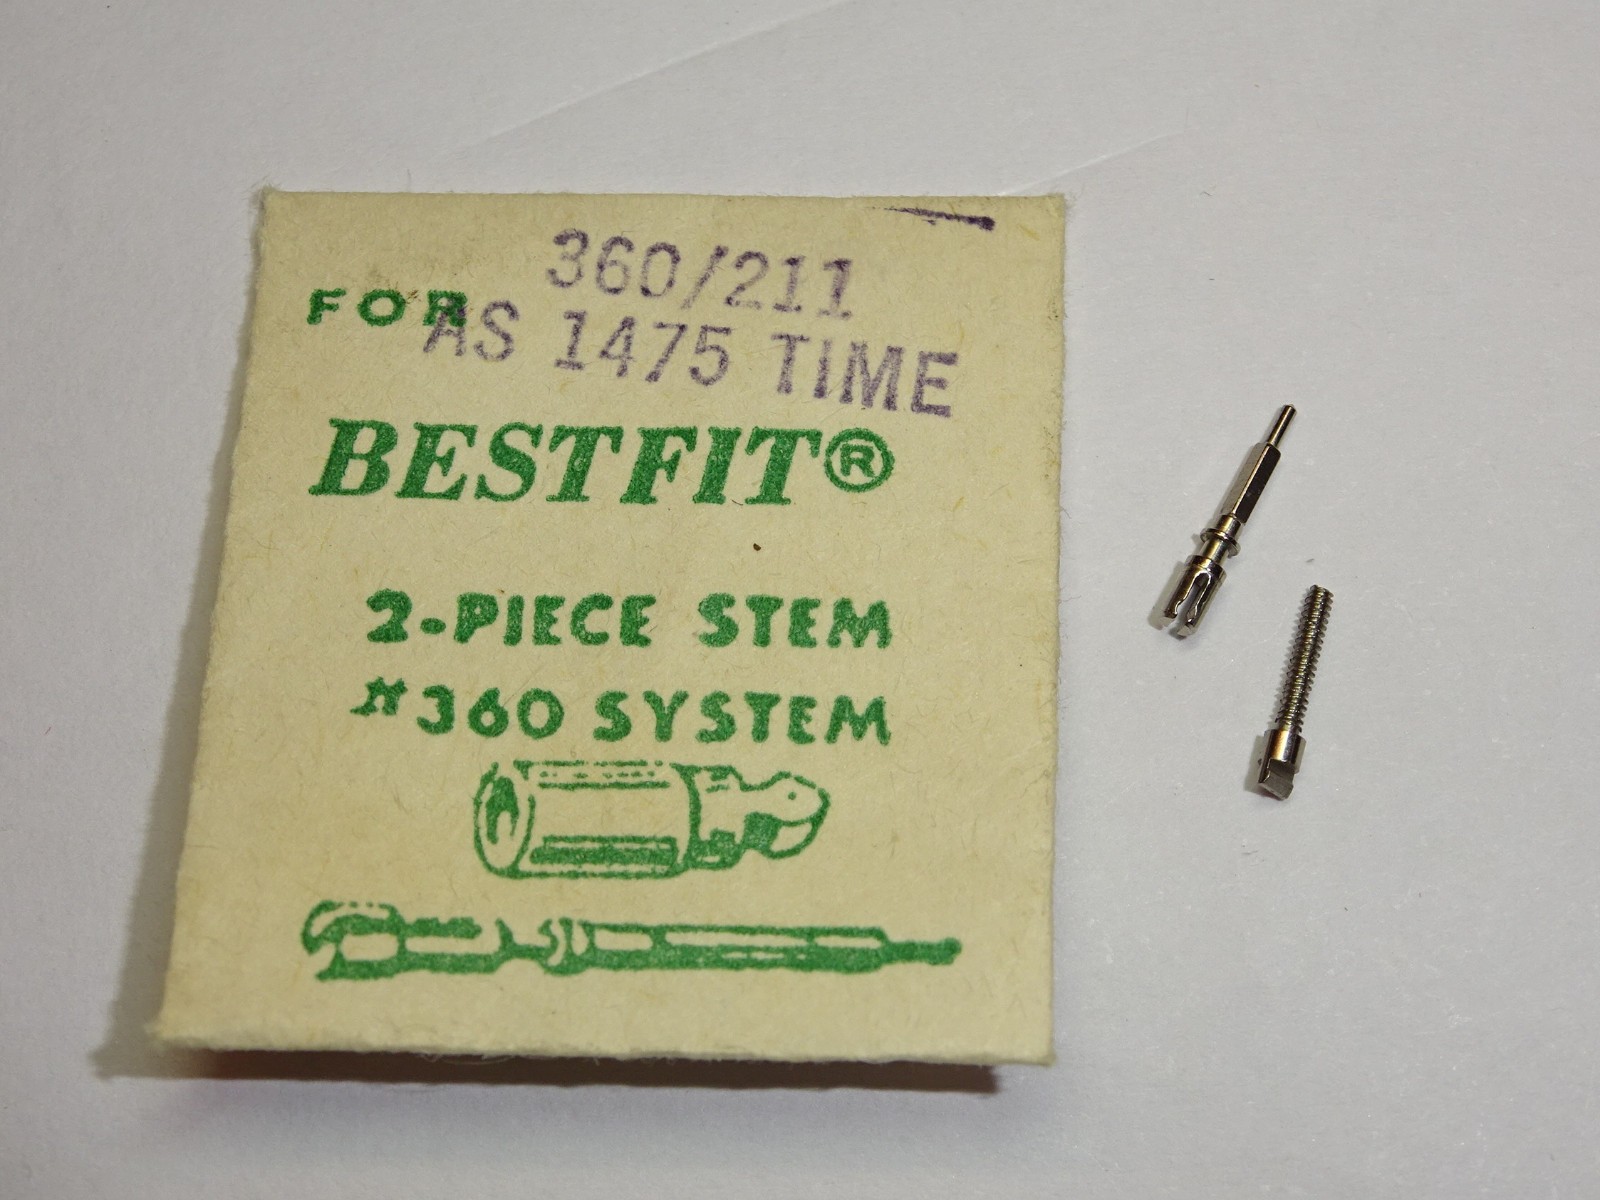 360/211
FOR
AS 1475 TIME
BESTFIT®
2-PIECE STEM
#360 SYSTEM